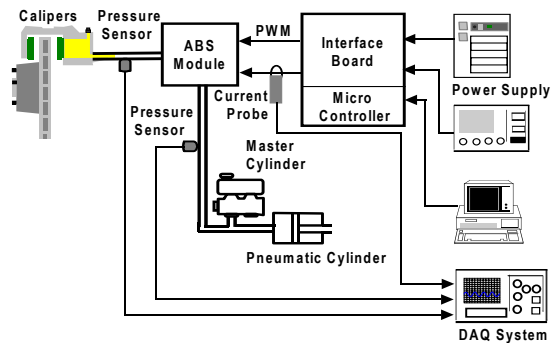 Calipers
Pressure
Sensor
ABS
Module
PWM
Interface
Board
Micro
Controller
Power Supply
Current
Probe
Pressure
Sensor
Master
Cylinder
Pneumatic Cylinder
DAQ System